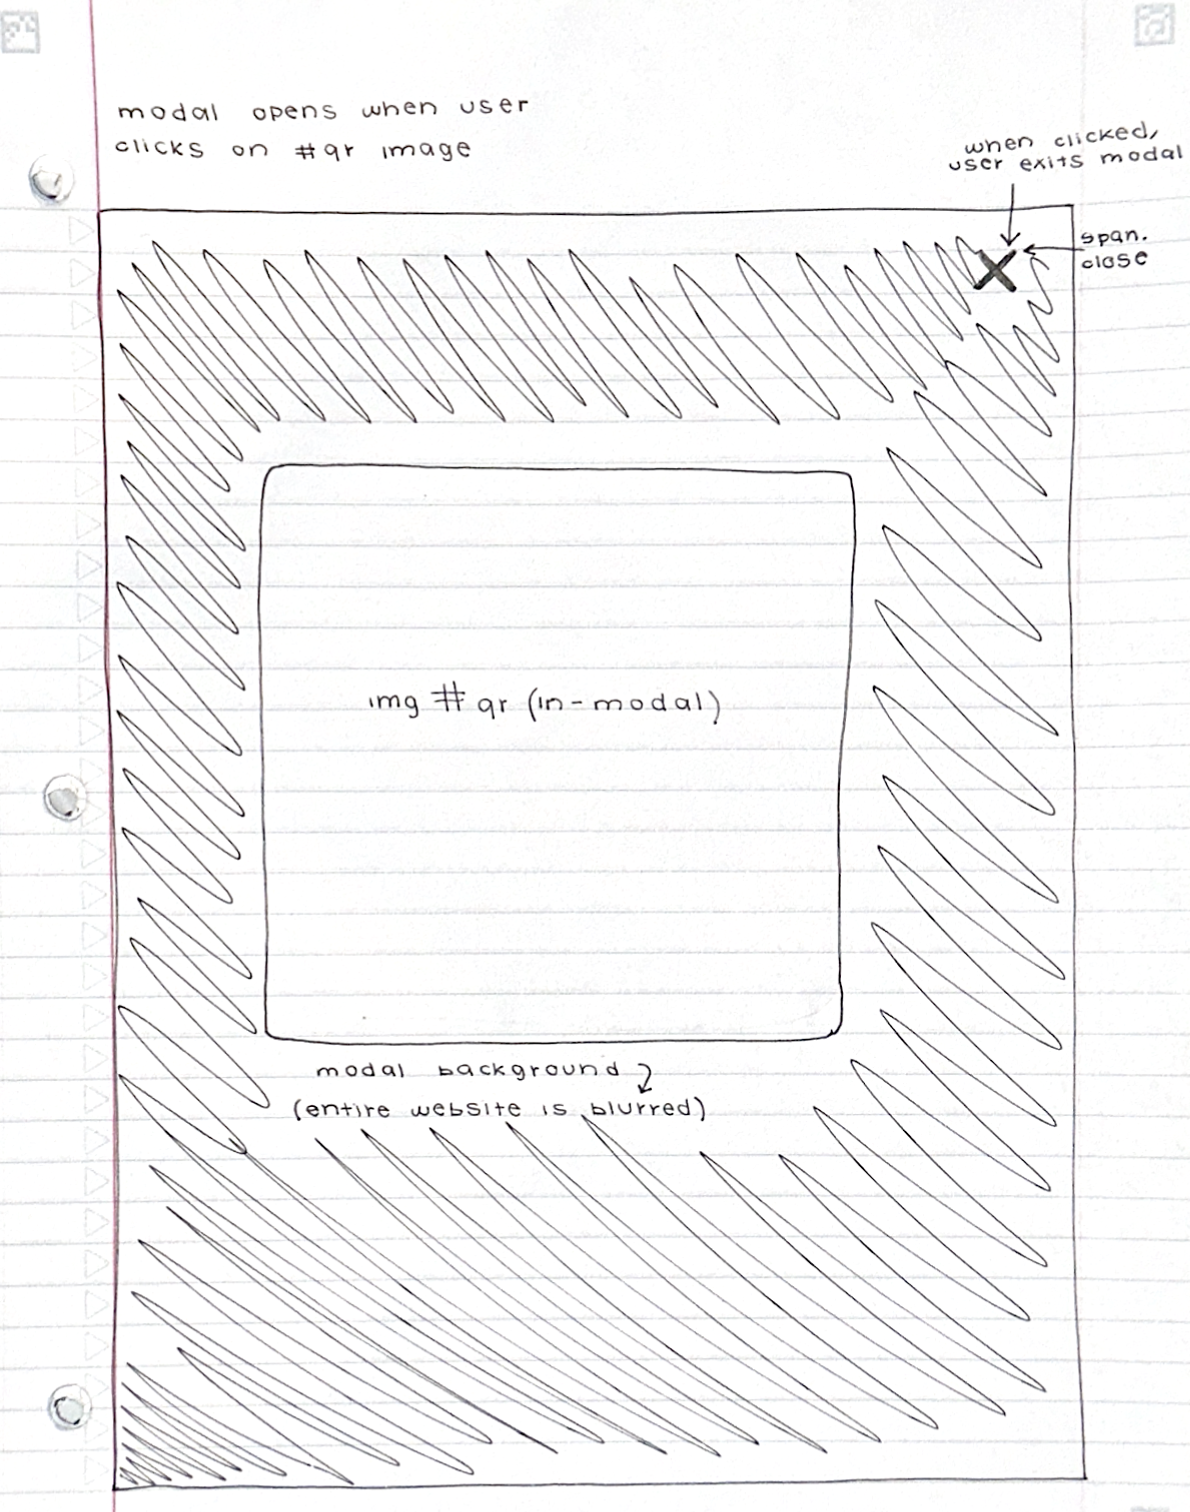 modal opens when user
clicks on #qr image
when clicked,
user exits modal
span.
close
img #qr (in-modal)
modal background
(entire website is blurred)